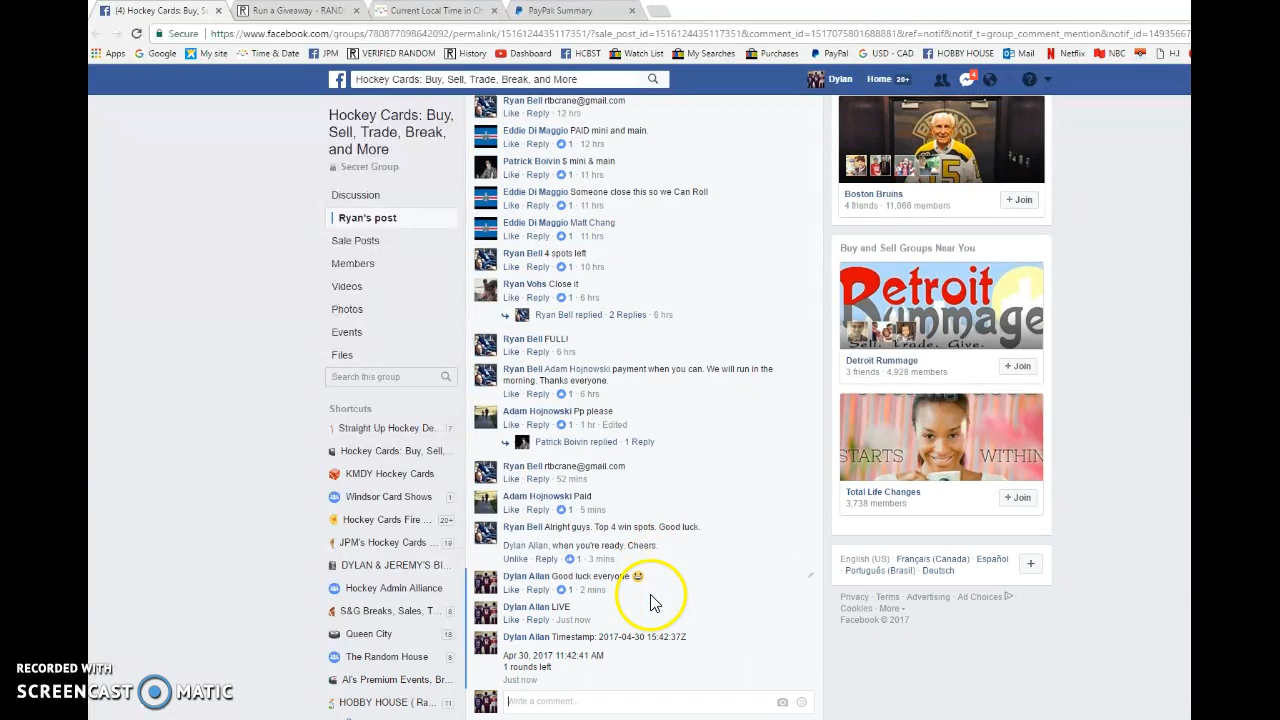 (4) Hockey Cards: Buy, S
Run a Giveaway - RAND
Current Local Time in Ch
PayPak Summary
Secure
https://www.facebook.com/groups/780877098642092/permalink/1516124435117351/?sale_post_id=1516124435117351&comment_id=1517075801688881&ref=notif&notif_t=group_comment_mention&notif_id=14935667
Apps
Google
My site
Time & Date
JPM
VERIFIED RANDOM
History
Dashboard
HCBST
Watch List
My Searches
Purchases
PayPal
USD - CAD
HOBBY HOUSE
Mail
Netflix
NBC
HJ
Hockey Cards: Buy, Sell, Trade, Break, and More
Dylan
Home 20+
4
Hockey Cards: Buy,
Sell, Trade, Break,
and More
Secret Group
Discussion
Ryan's post
Sale Posts
Members
Videos
Photos
Events
Files
Search this group
Shortcuts
Straight Up Hockey De... 7
Hockey Cards: Buy, Sell,...
KMDY Hockey Cards
Windsor Card Shows 1
Hockey Cards Fire ... 20+
JPM's Hockey Cards 19
DYLAN & JEREMY'S BI...
Hockey Admin Alliance
S&G Breaks, Sales, T... 8
Queen City 13
The Random House 8
Al's Premium Events, Bre...
HOBBY HOUSE ( Ra...
Ryan Bell rtbcrane@gmail.com
Like · Reply · 12 hrs
Eddie Di Maggio PAID mini and main.
Like · Reply · 1 · 12 hrs
Patrick Boivin $ mini & main
Like · Reply · 1 · 11 hrs
Eddie Di Maggio Someone close this so we Can Roll
Like · Reply · 1 · 11 hrs
Eddie Di Maggio Matt Chang
Like · Reply · 1 · 11 hrs
Ryan Bell 4 spots left
Like · Reply · 1 · 10 hrs
Ryan Vohs Close it
Like · Reply · 1 · 6 hrs
Ryan Bell replied · 2 Replies · 6 hrs
Ryan Bell FULL!
Like · Reply · 1 · 6 hrs
Ryan Bell Adam Hojnowski payment when you can. We will run in the
morning. Thanks everyone.
Like · Reply · 1 · 6 hrs
Adam Hojnowski Pp please
Like · Reply · 1 · 1 hr · Edited
Patrick Boivin replied · 1 Reply
Ryan Bell rtbcrane@gmail.com
Like · Reply · 1 · 52 mins
Adam Hojnowski Paid
Like · Reply · 1 · 5 mins
Ryan Bell Alright guys. Top 4 win spots. Good luck.
Dylan Allan, when you're ready. Cheers.
Unlike · Reply · 1 · 3 mins
Dylan Allan Good luck everyone
Like · Reply · 1 · 2 mins
Dylan Allan LIVE
Like · Reply · Just now
Dylan Allan Timestamp: 2017-04-30 15:42:37Z
Apr 30, 2017 11:42:41 AM
1 rounds left
Just now
Write a comment...
Boston Bruins
4 friends · 11,066 members
+ Join
Buy and Sell Groups Near You
Detroit
Rummage
Sell. Trade. Give.
Detroit Rummage
3 friends · 4,928 members
+ Join
STARTS WITHIN
Total Life Changes
3,738 members
+ Join
English (US) · Français (Canada) · Español
· Português (Brasil) · Deutsch
Privacy · Terms · Advertising · Ad Choices
Cookies · More
Facebook © 2017
RECORDED WITH
SCREENCAST MATIC